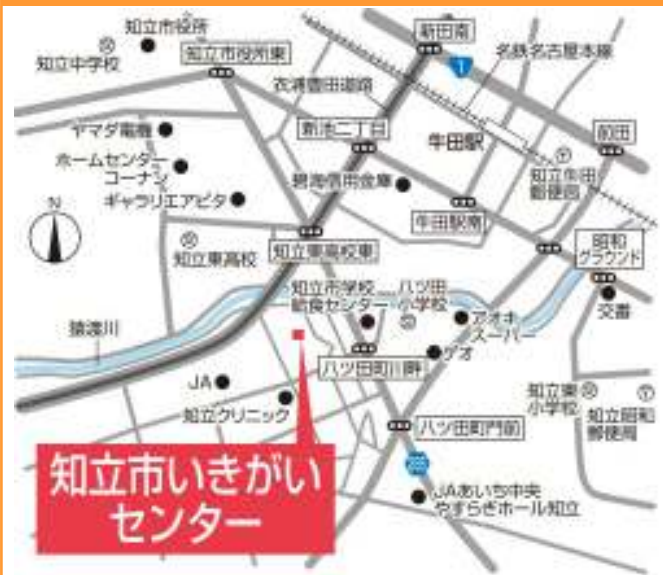 知立市役所
知立中学校
知立市役所東
新田南
1
名鉄名古屋本線
衣浦豊田道路
新池二丁目
牛田駅
前田
ヤマダ電機
ホームセンター
コーナン
ギャラリエアピタ
碧海信用金庫
知立牛田
郵便局
牛田駅南
N
知立東高校
知立東高校東
昭和
グラウンド
交番
知立市学校
給食センター
八ツ田
小学校
アオキ
スーパー
猿渡川
ゲオ
八ツ田町川畔
JA
知立クリニック
知立東
小学校
知立昭和
郵便局
八ツ田町門前
知立市いきがい
センター
JAあいち中央
やすらぎホール知立